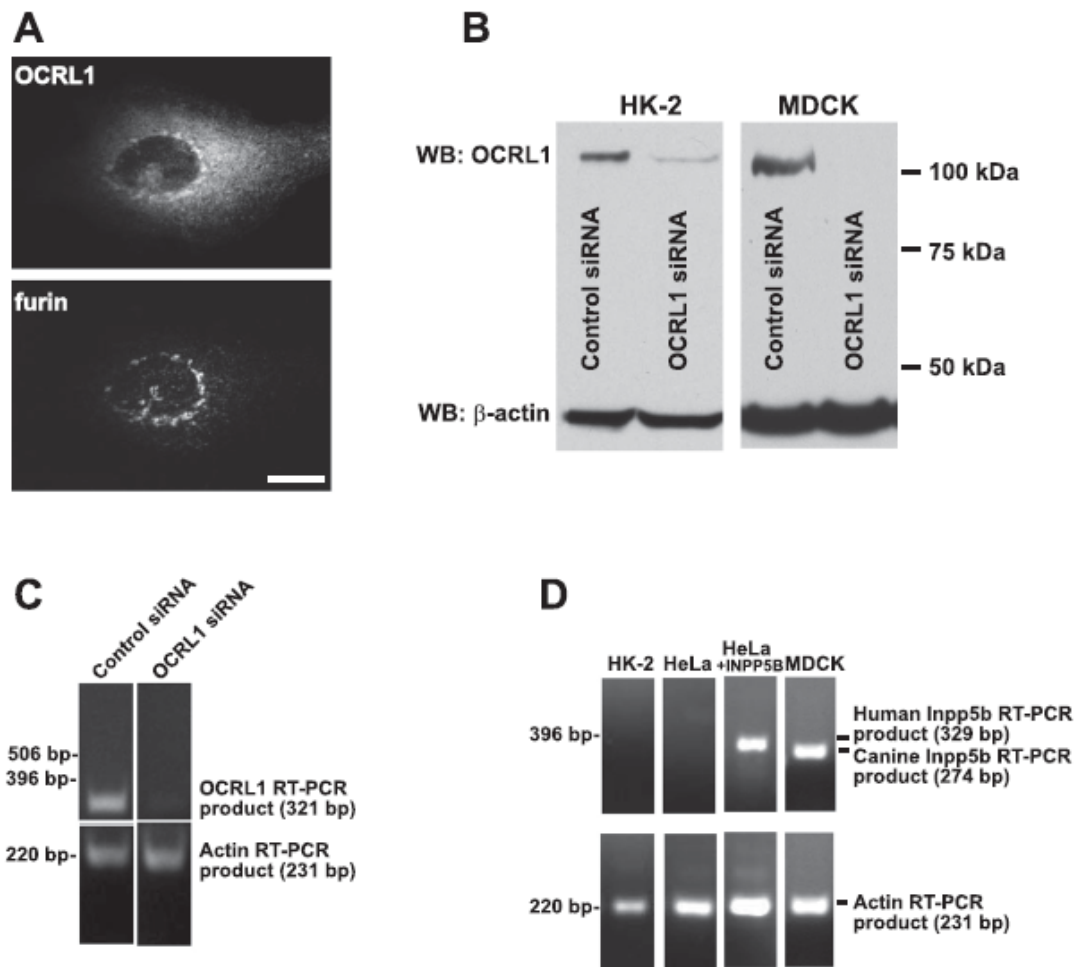 A
OCRL1
furin
B
HK-2
MDCK
WB: OCRL1
Control siRNA
OCRL1 siRNA
Control siRNA
OCRL1 siRNA
100 kDa
75 kDa
50 kDa
WB: β-actin
C
Control siRNA
OCRL1 siRNA
506 bp-
396 bp-
OCRL1 RT-PCR
product (321 bp)
220 bp-
Actin RT-PCR
product (231 bp)
D
HK-2
HeLa
HeLa
+INPP5B
MDCK
396 bp-
Human Inpp5b RT-PCR
product (329 bp)
Canine Inpp5b RT-PCR
product (274 bp)
220 bp-
Actin RT-PCR
product (231 bp)